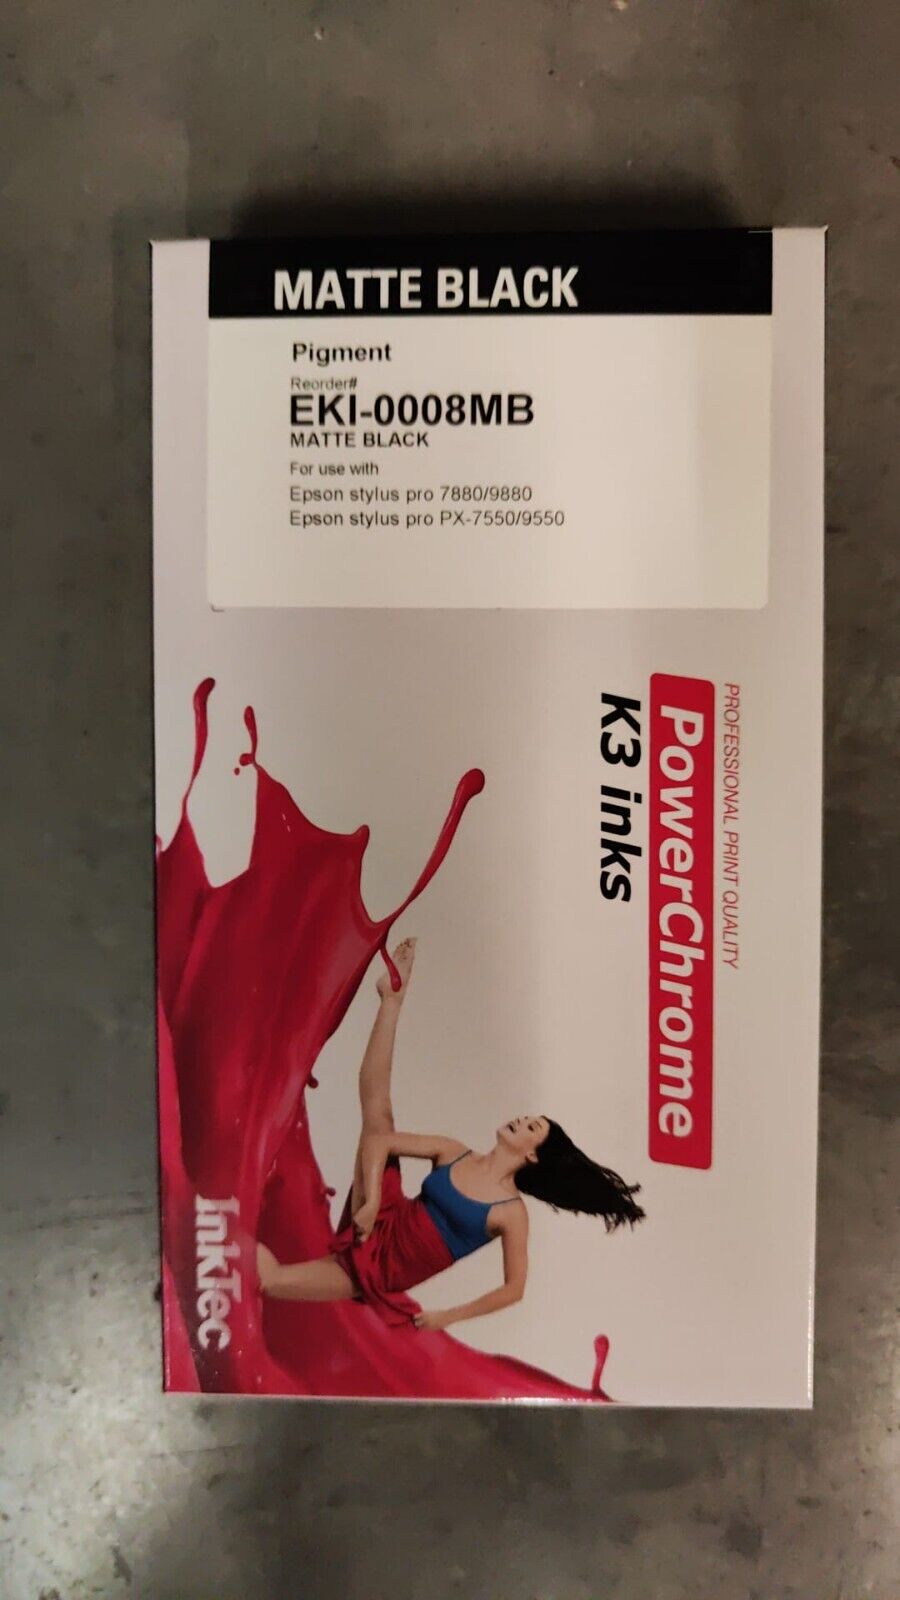 MATTE BLACK
Pigment
Reorder#
EKI-0008MB
MATTE BLACK
For use with
Epson stylus pro 7880/9880
Epson stylus pro PX-7550/9550
PROFESSIONAL PRINT QUALITY
PowerChrome
K3 inks
InkTec